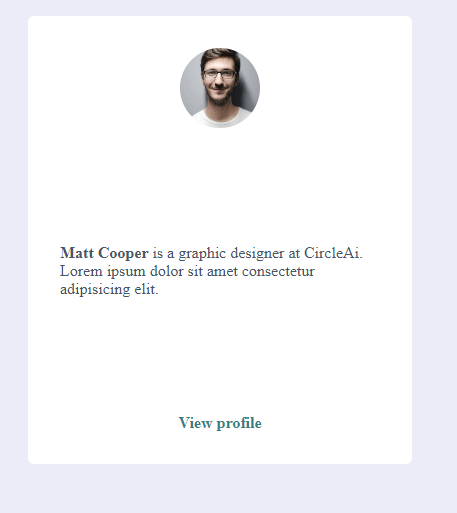 Matt Cooper is a graphic designer at CircleAi.
Lorem ipsum dolor sit amet consectetur
adipisicing elit.
View profile